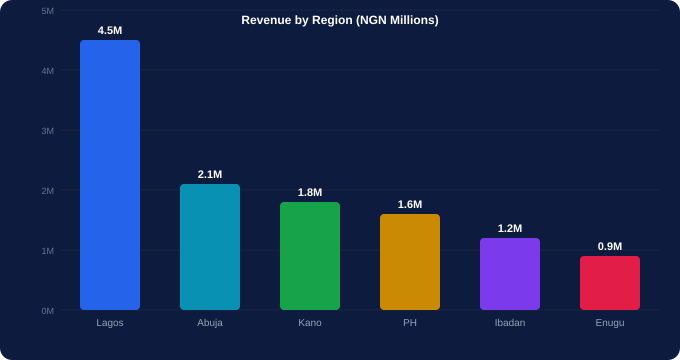 Revenue by Region (NGN Millions)
5M
4M
3M
2M
1M
0M
4.5M
2.1M
1.8M
1.6M
1.2M
0.9M
Lagos
Abuja
Kano
PH
Ibadan
Enugu